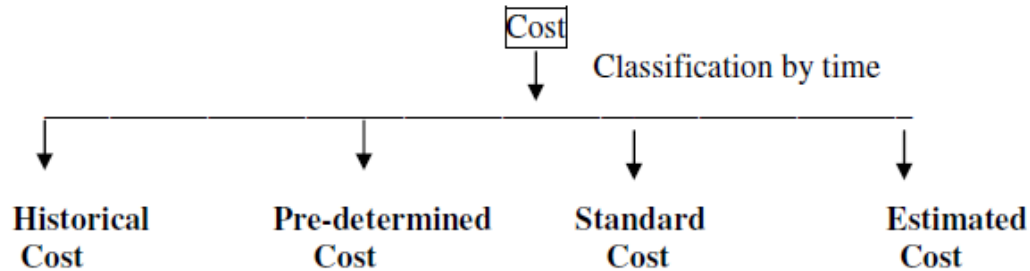 Cost
Classification by time
Historical Pre-determined Standard Estimated
Cost Cost Cost Cost